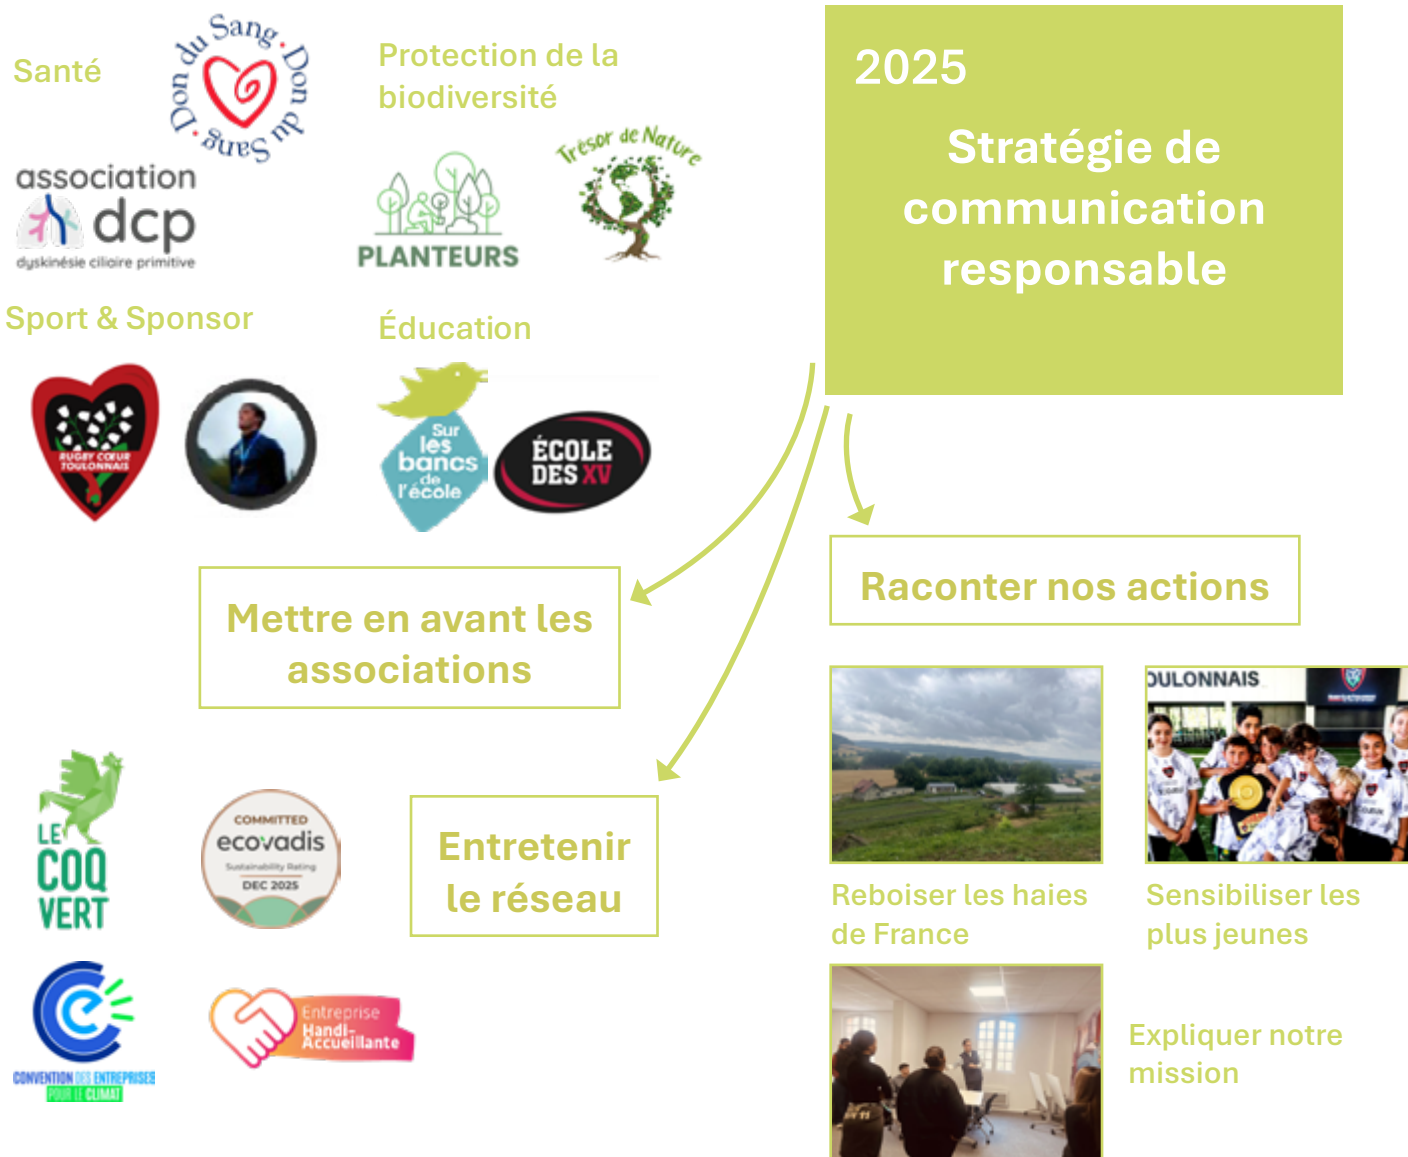 Santé
Don du Sang · Don du Sang ·
association
dcp
dyskinésie ciliaire primitive
Protection de la
biodiversité
PLANTEURS
Trésor de Nature
Sport & Sponsor
RUGBY CŒUR
TOULONNAIS
Éducation
Sur
les
bancs
de
l'école
ÉCOLE
DES XV
2025
Stratégie de
communication
responsable
Mettre en avant les
associations
Raconter nos actions
OULONNAIS
Reboiser les haies
de France
Sensibiliser les
plus jeunes
Expliquer notre
mission
Entretenir
le réseau
LE
COQ
VERT
COMMITTED
ecovadis
Sustainability Rating
DEC 2025
CONVENTION DES ENTREPRISES
POUR LE CLIMAT
Entreprise
Handi-
Accueillante